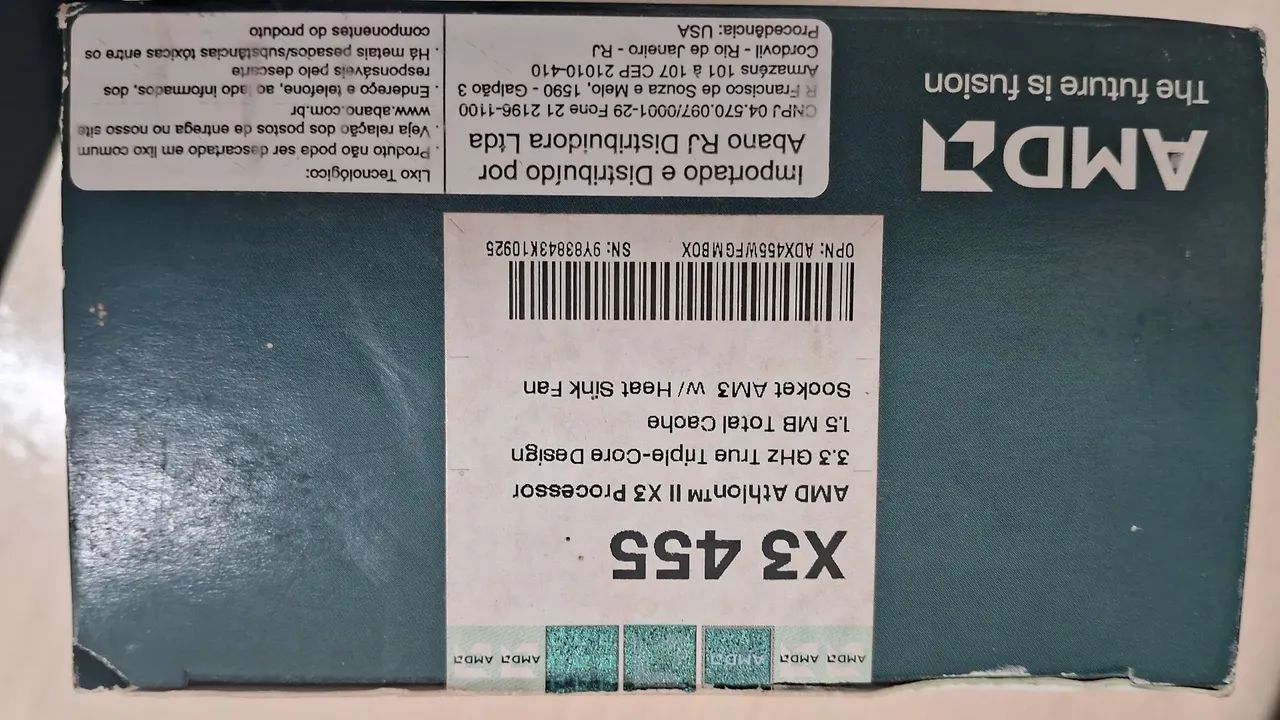 AMD
The future is fusion
Importado e Distribuído por
Abano RJ Distribuidora Ltda
CNPJ 04.570.097/0001-29 Fone 21 2196-1100
R Francisco de Souza e Melo, 1590 - Galpão 3
Armazéns 101 à 107 CEP 21010-410
Cordovil - Rio de Janeiro - RJ
Procedência: USA
Lixo Tecnológico:
. Produto não poda ser descartado em lixo comum
. Veja relação dos postos de entrega no nosso site
www.abano.com.br
. Endereço e telefone, ao lado informados, dos
responsáveis pelo descarte
. Há metais pesados/substâncias tóxicas entre os
componentes do produto
AMD AMD AMD AMD AMD
X3 455
AMD Athlon™ II X3 Processor
3.3 GHz True Triple-Core Design
1.5 MB Total Cache
Socket AM3 w/ Heat Sink Fan
OPN: ADX455WFGMBOX SN: 9Y83843K10925